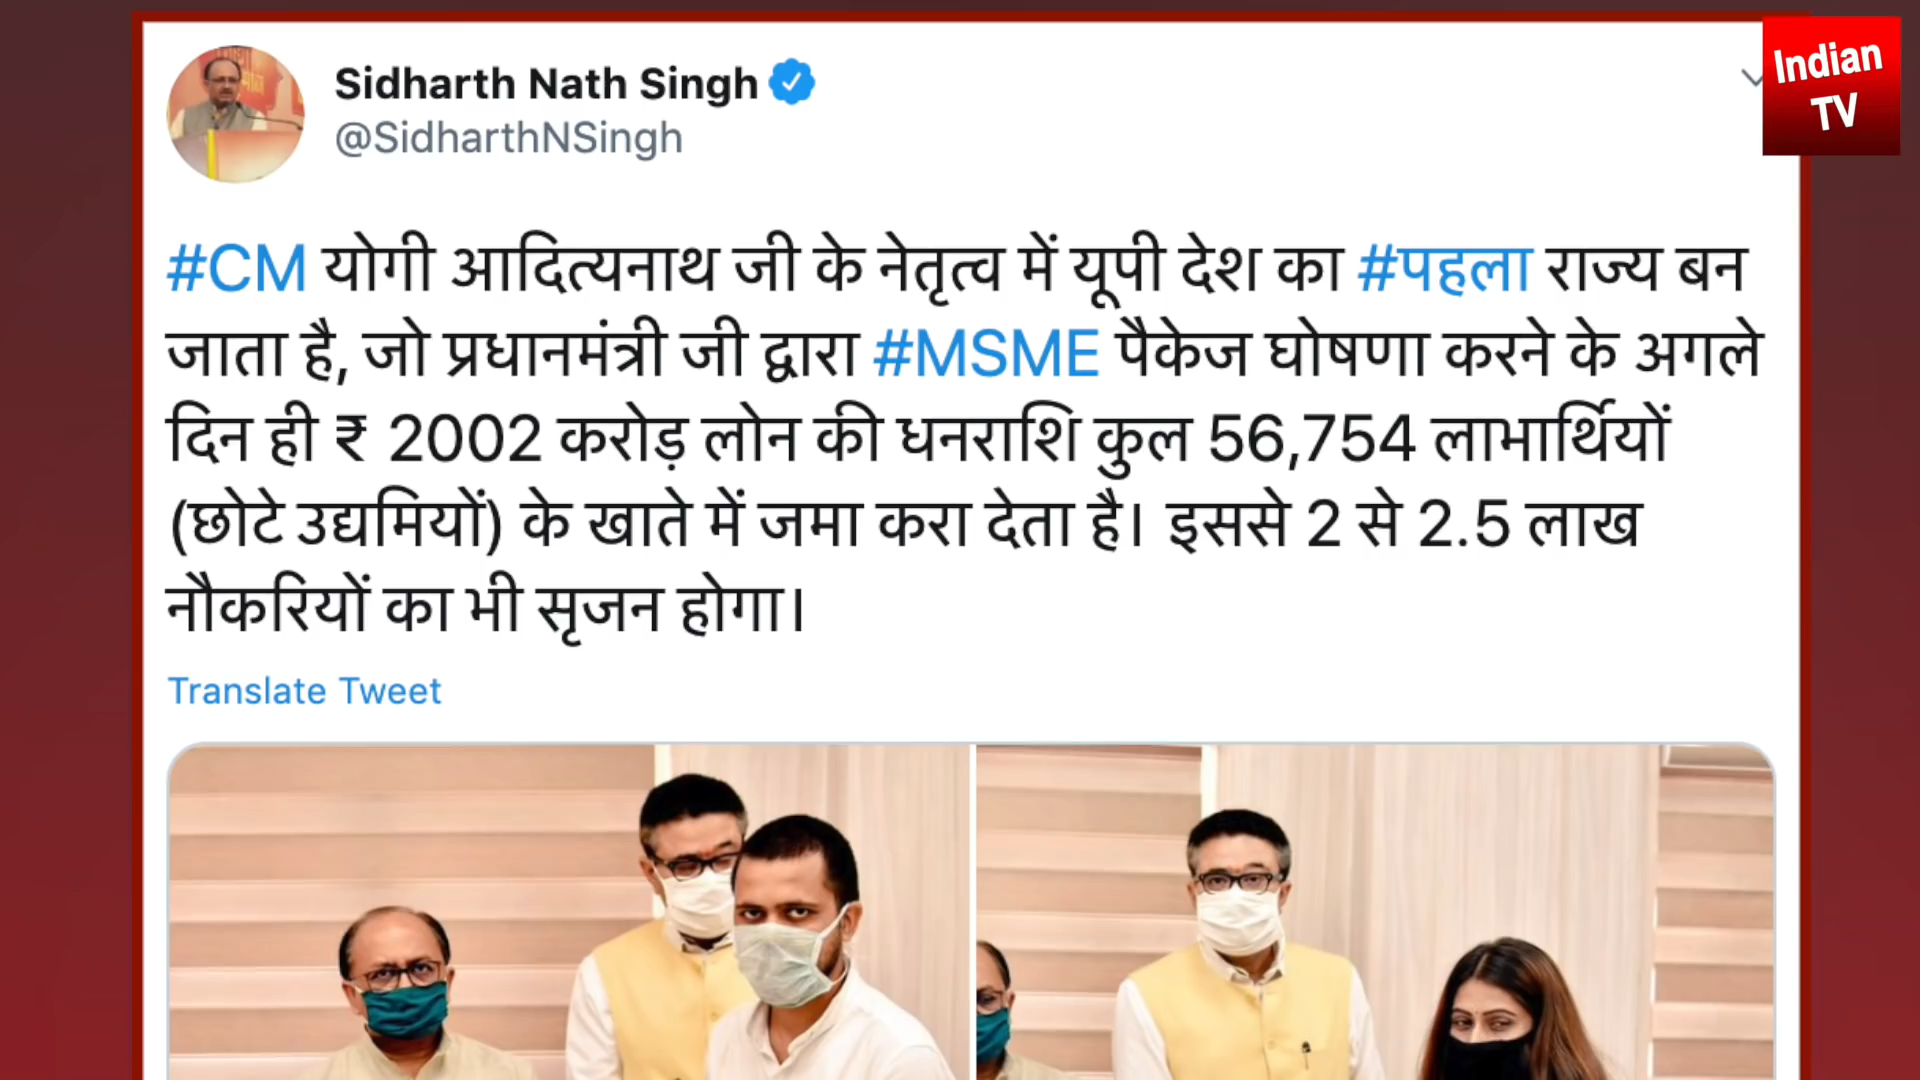 Sidharth Nath Singh
@SidharthNSingh
Indian
TV
#CM योगी आदित्यनाथ जी के नेतृत्व में यूपी देश का #पहला राज्य बन
जाता है, जो प्रधानमंत्री जी द्वारा #MSME पैकेज घोषणा करने के अगले
दिन ही ₹ 2002 करोड़ लोन की धनराशि कुल 56,754 लाभार्थियों
(छोटे उद्यमियों) के खाते में जमा करा देता है। इससे 2 से 2.5 लाख
नौकरियों का भी सृजन होगा।
Translate Tweet